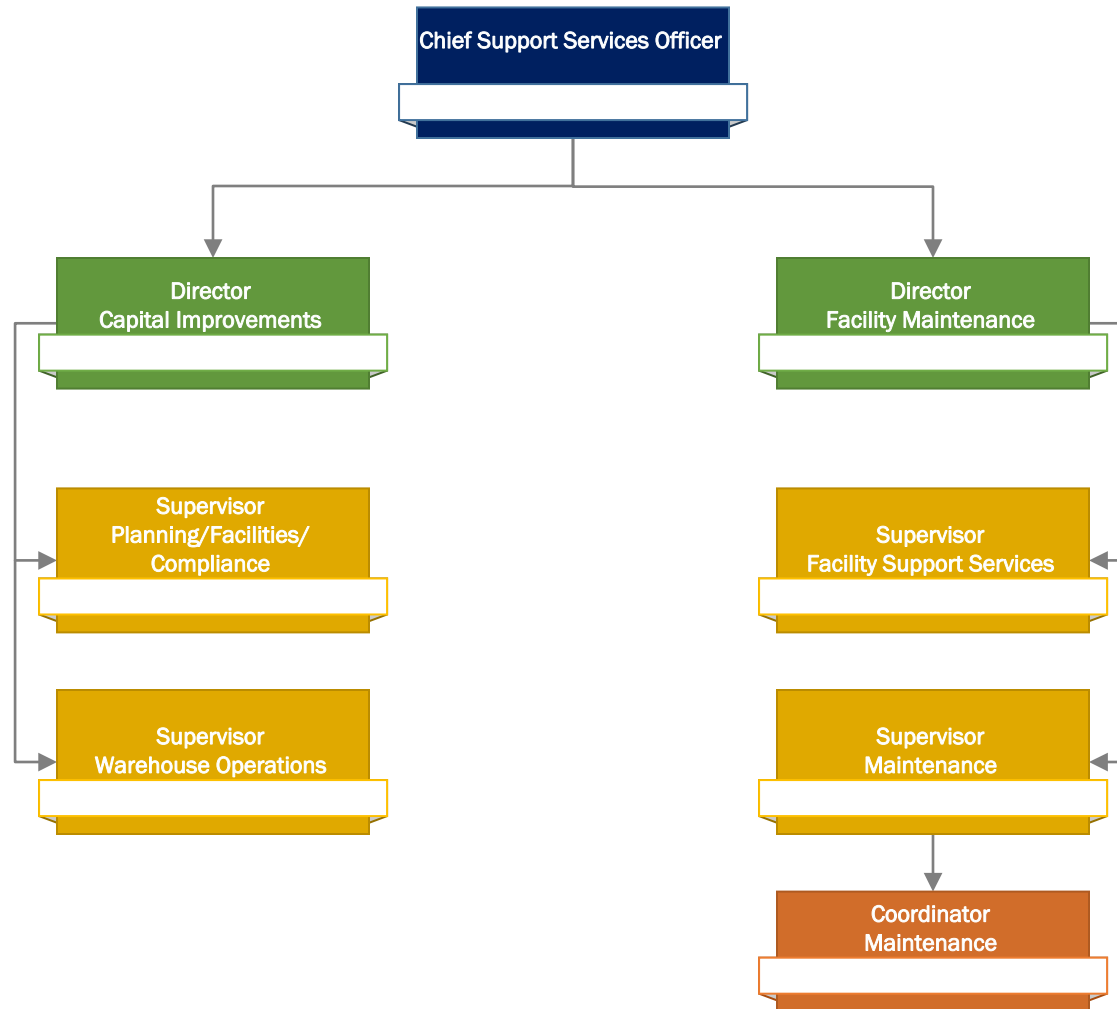 Chief Support Services Officer
Director
Capital Improvements
Director
Facility Maintenance
Supervisor
Planning/Facilities/
Compliance
Supervisor
Facility Support Services
Supervisor
Warehouse Operations
Supervisor
Maintenance
Coordinator
Maintenance